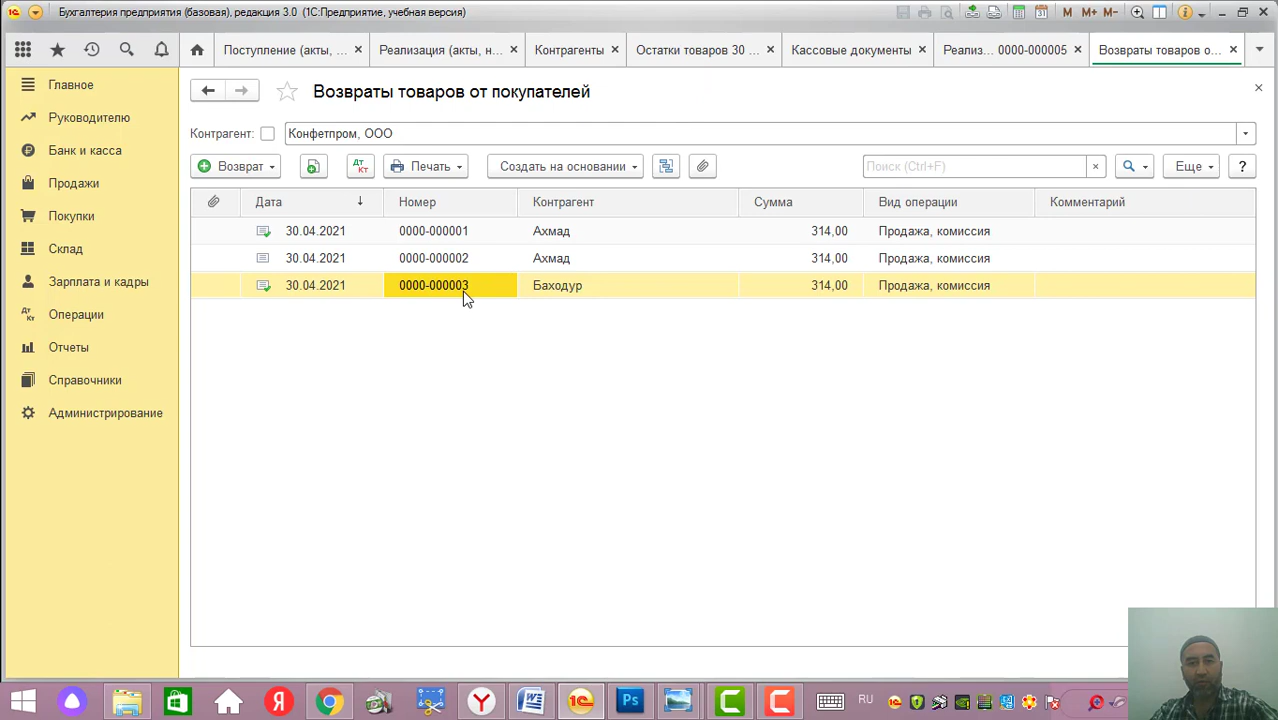 Бухгалтерия предприятия (базовая), редакция 3.0 (1С:Предприятие, учебная версия)
M M+ M-
Поступление (акты, ...
Реализация (акты, н...
Контрагенты
Остатки товаров 30 ...
Кассовые документы
Реализ... 0000-000005
Возвраты товаров о...
Главное
Руководителю
Банк и касса
Продажи
Покупки
Склад
Зарплата и кадры
Операции
Отчеты
Справочники
Администрирование
Возвраты товаров от покупателей
Контрагент:
Конфетпром, ООО
Возврат
Дт Кт
Печать
Создать на основании
Поиск (Ctrl+F)
Еще
?
Дата Номер Контрагент Сумма Вид операции Комментарий
30.04.2021 0000-000001 Ахмад 314,00 Продажа, комиссия
30.04.2021 0000-000002 Ахмад 314,00 Продажа, комиссия
30.04.2021 0000-000003 Баходур 314,00 Продажа, комиссия
RU